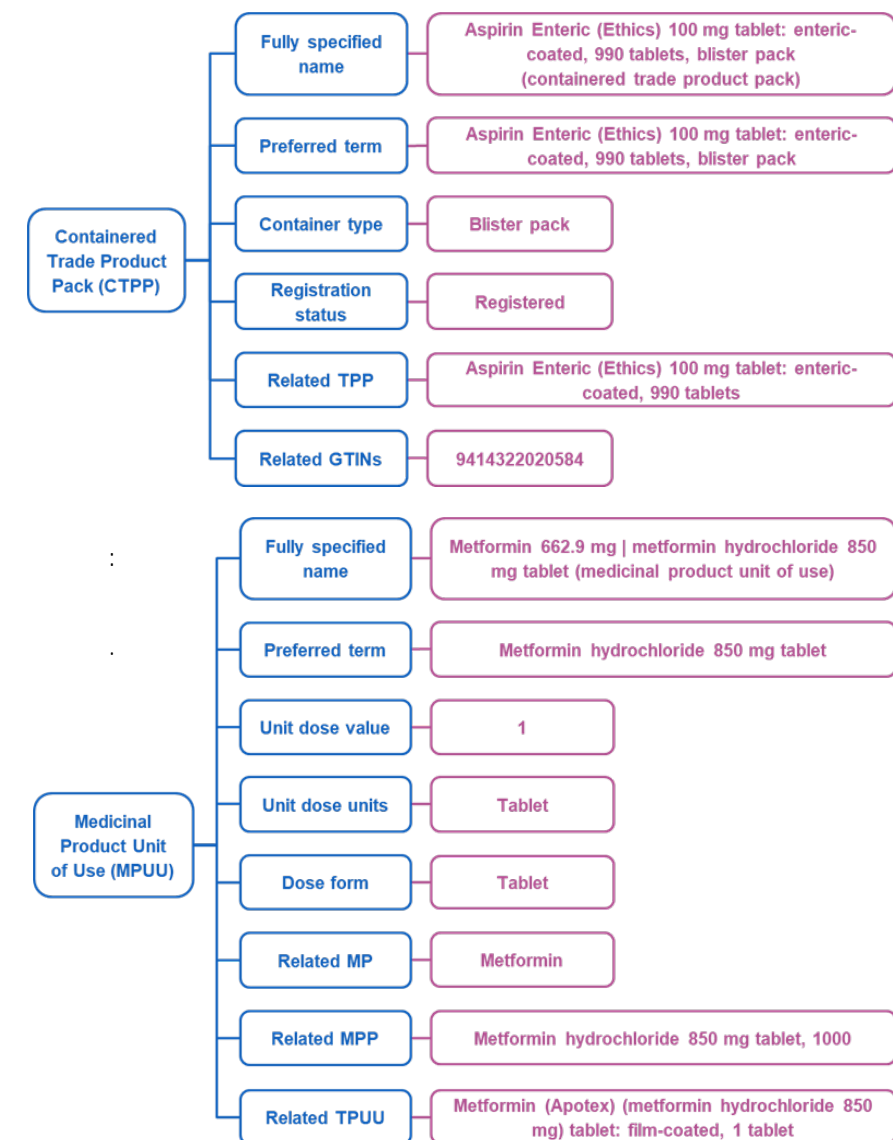 Fully specified
name
Aspirin Enteric (Ethics) 100 mg tablet: enteric-
coated, 990 tablets, blister pack
(containered trade product pack)
Preferred term
Aspirin Enteric (Ethics) 100 mg tablet: enteric-
coated, 990 tablets, blister pack
Container type
Blister pack
Containered
Trade Product
Pack (CTPP)
Registration
status
Registered
Related TPP
Aspirin Enteric (Ethics) 100 mg tablet: enteric-
coated, 990 tablets
Related GTINs
9414322020584
:
Fully specified
name
Metformin 662.9 mg | metformin hydrochloride 850
mg tablet (medicinal product unit of use)
.
Preferred term
Metformin hydrochloride 850 mg tablet
Unit dose value
1
Unit dose units
Tablet
Medicinal
Product Unit
of Use (MPUU)
Dose form
Tablet
Related MP
Metformin
Related MPP
Metformin hydrochloride 850 mg tablet, 1000
Related TPUU
Metformin (Apotex) (metformin hydrochloride 850
mg) tablet: film-coated, 1 tablet